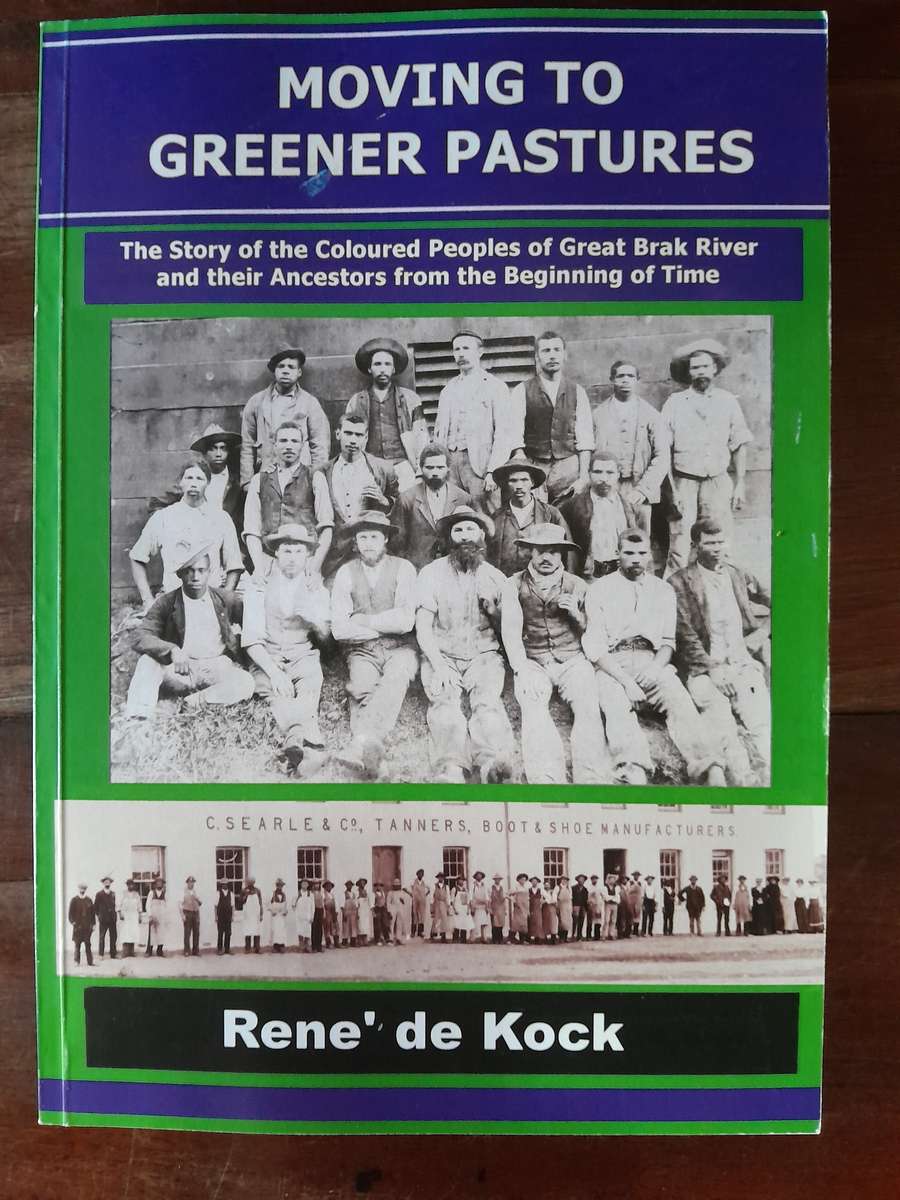 MOVING TO
GREENER PASTURES
The Story of the Coloured Peoples of Great Brak River
and their Ancestors from the Beginning of Time
C. SEARLE & Co., TANNERS, BOOT & SHOE MANUFACTURERS
Rene' de Kock